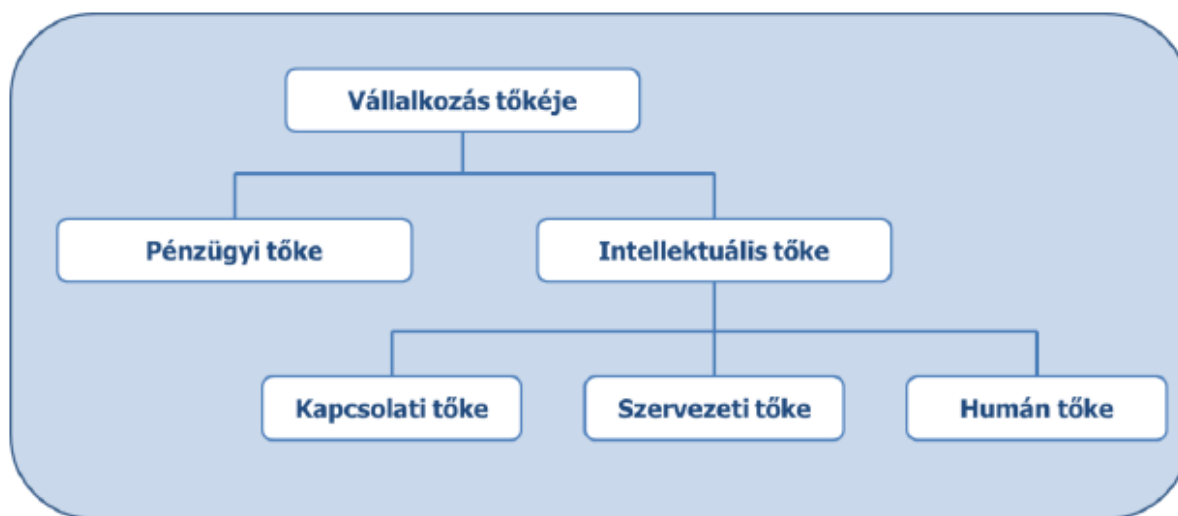 Vállalkozás tőkéje
Pénzügyi tőke
Intellektuális tőke
Kapcsolati tőke
Szervezeti tőke
Humán tőke